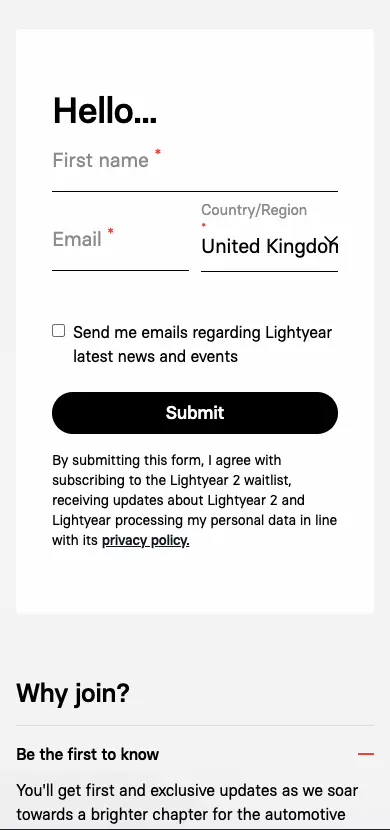 Hello...
First name *
Country/Region
*
Email *
United Kingdom
Send me emails regarding Lightyear
latest news and events
Submit
By submitting this form, I agree with
subscribing to the Lightyear 2 waitlist,
receiving updates about Lightyear 2 and
Lightyear processing my personal data in line
with its privacy policy.
Why join?
Be the first to know
You'll get first and exclusive updates as we soar
towards a brighter chapter for the automotive